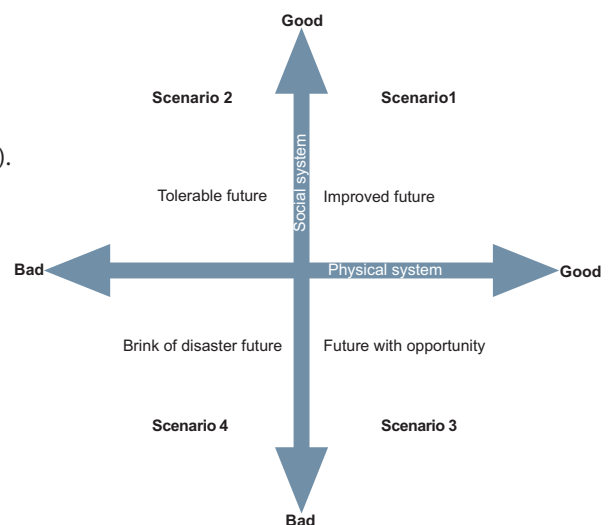 Good
Scenario 2
Scenario1
).
Social system
Tolerable future
Improved future
Bad
Physical system
Good
Brink of disaster future
Future with opportunity
Scenario 4
Scenario 3
Bad